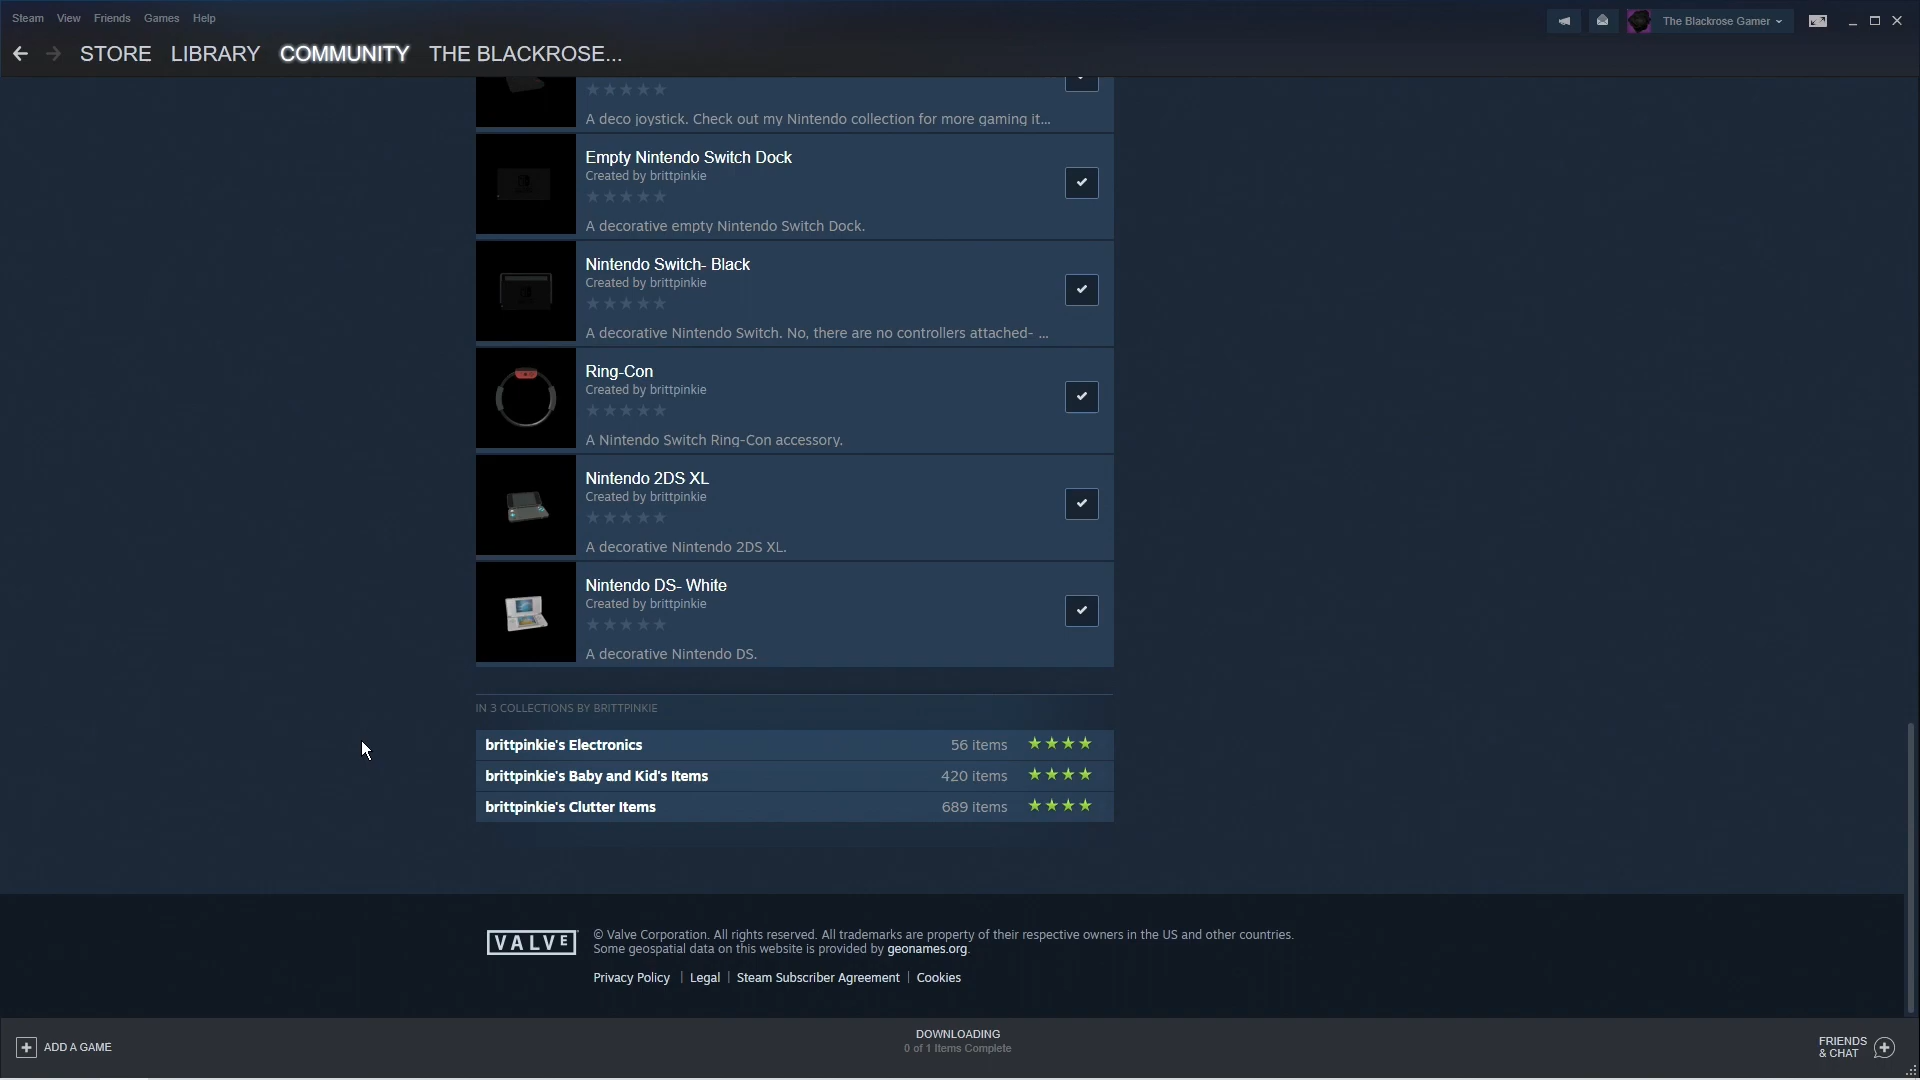 Steam View Friends Games Help
The Blackrose Gamer
STORE LIBRARY COMMUNITY THE BLACKROSE...
A deco joystick. Check out my Nintendo collection for more gaming it...
Empty Nintendo Switch Dock
Created by brittpinkie
A decorative empty Nintendo Switch Dock.
Nintendo Switch- Black
Created by brittpinkie
A decorative Nintendo Switch. No, there are no controllers attached- ...
Ring-Con
Created by brittpinkie
A Nintendo Switch Ring-Con accessory.
Nintendo 2DS XL
Created by brittpinkie
A decorative Nintendo 2DS XL.
Nintendo DS- White
Created by brittpinkie
A decorative Nintendo DS.
IN 3 COLLECTIONS BY BRITTPINKIE
brittpinkie's Electronics 56 items
brittpinkie's Baby and Kid's Items 420 items
brittpinkie's Clutter Items 689 items
VALVE
© Valve Corporation. All rights reserved. All trademarks are property of their respective owners in the US and other countries.
Some geospatial data on this website is provided by geonames.org.
Privacy Policy | Legal | Steam Subscriber Agreement | Cookies
ADD A GAME
DOWNLOADING
0 of 1 Items Complete
FRIENDS
& CHAT